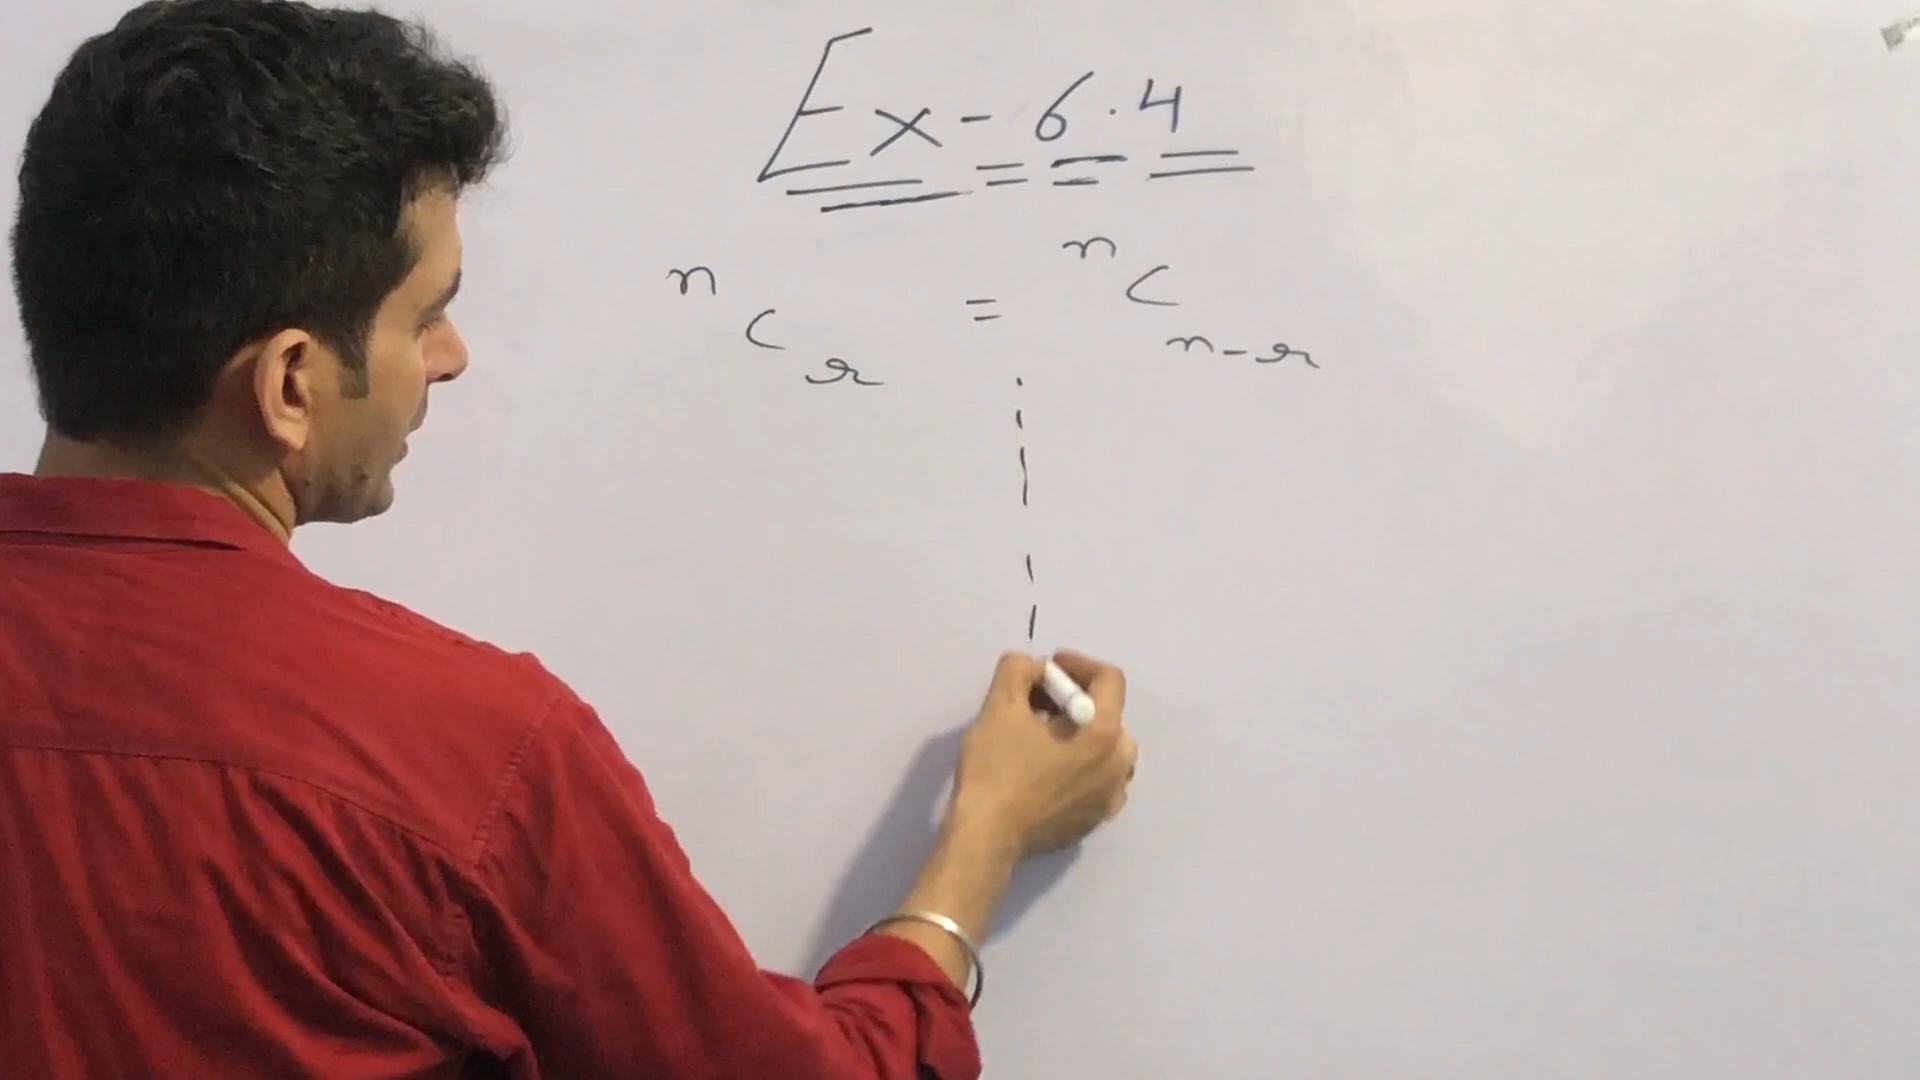 Ex - 6.4
ⁿCᵣ = ⁿCₙ₋ᵣ